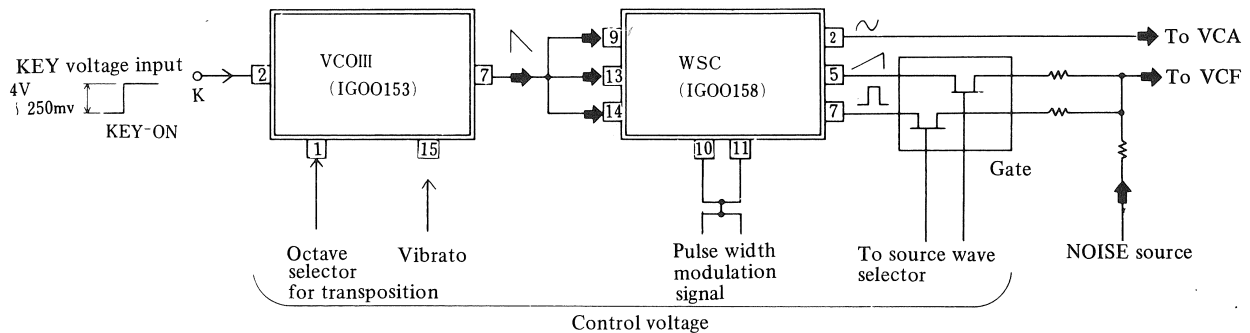 KEY voltage input
4V
~ 250mv
KEY-ON
K
2
VCOIII
(IGOO153)
7
1
15
Octave
selector
for transposition
Vibrato
9
13
14
WSC
(IGOO158)
2
5
7
10
11
Pulse width
modulation
signal
To VCA
To VCF
Gate
To source wave
selector
NOISE source
Control voltage